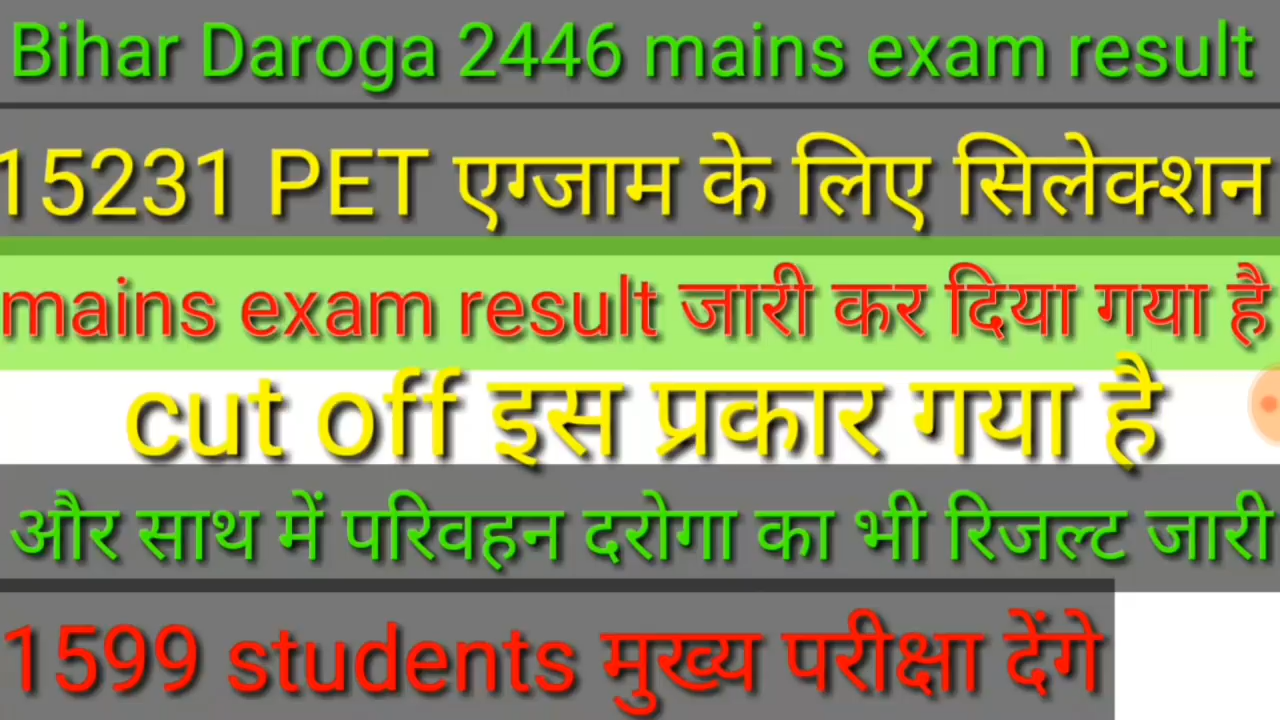 Bihar Daroga 2446 mains exam result
15231 PET एग्जाम के लिए सिलेक्शन
mains exam result जारी कर दिया गया है
cut off इस प्रकार गया है
और साथ में परिवहन दरोगा का भी रिजल्ट जारी
1599 students मुख्य परीक्षा देंगे